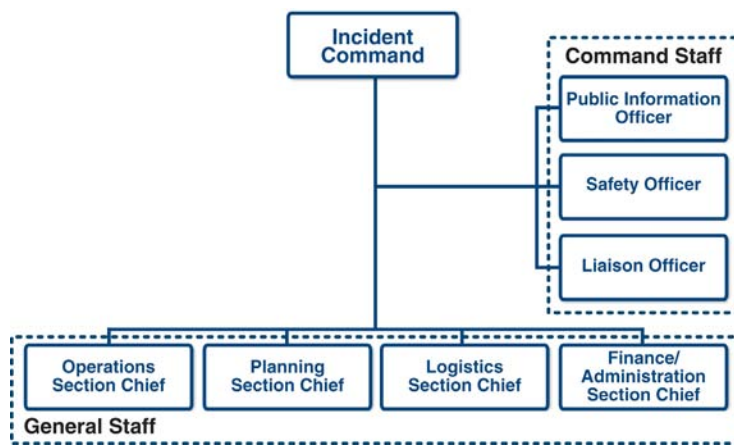 Incident
Command
Command Staff
Public Information
Officer
Safety Officer
Liaison Officer
Operations
Section Chief
Planning
Section Chief
Logistics
Section Chief
Finance/
Administration
Section Chief
General Staff